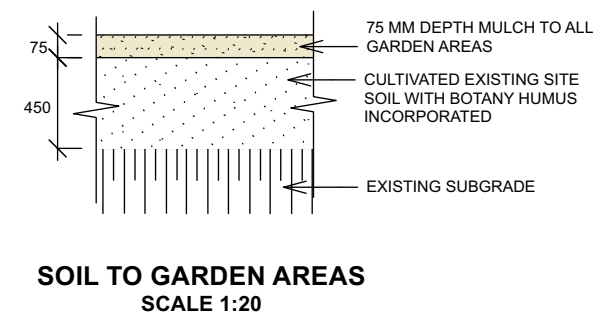 75
75 MM DEPTH MULCH TO ALL
GARDEN AREAS
450
CULTIVATED EXISTING SITE
SOIL WITH BOTANY HUMUS
INCORPORATED
EXISTING SUBGRADE
SOIL TO GARDEN AREAS
SCALE 1:20